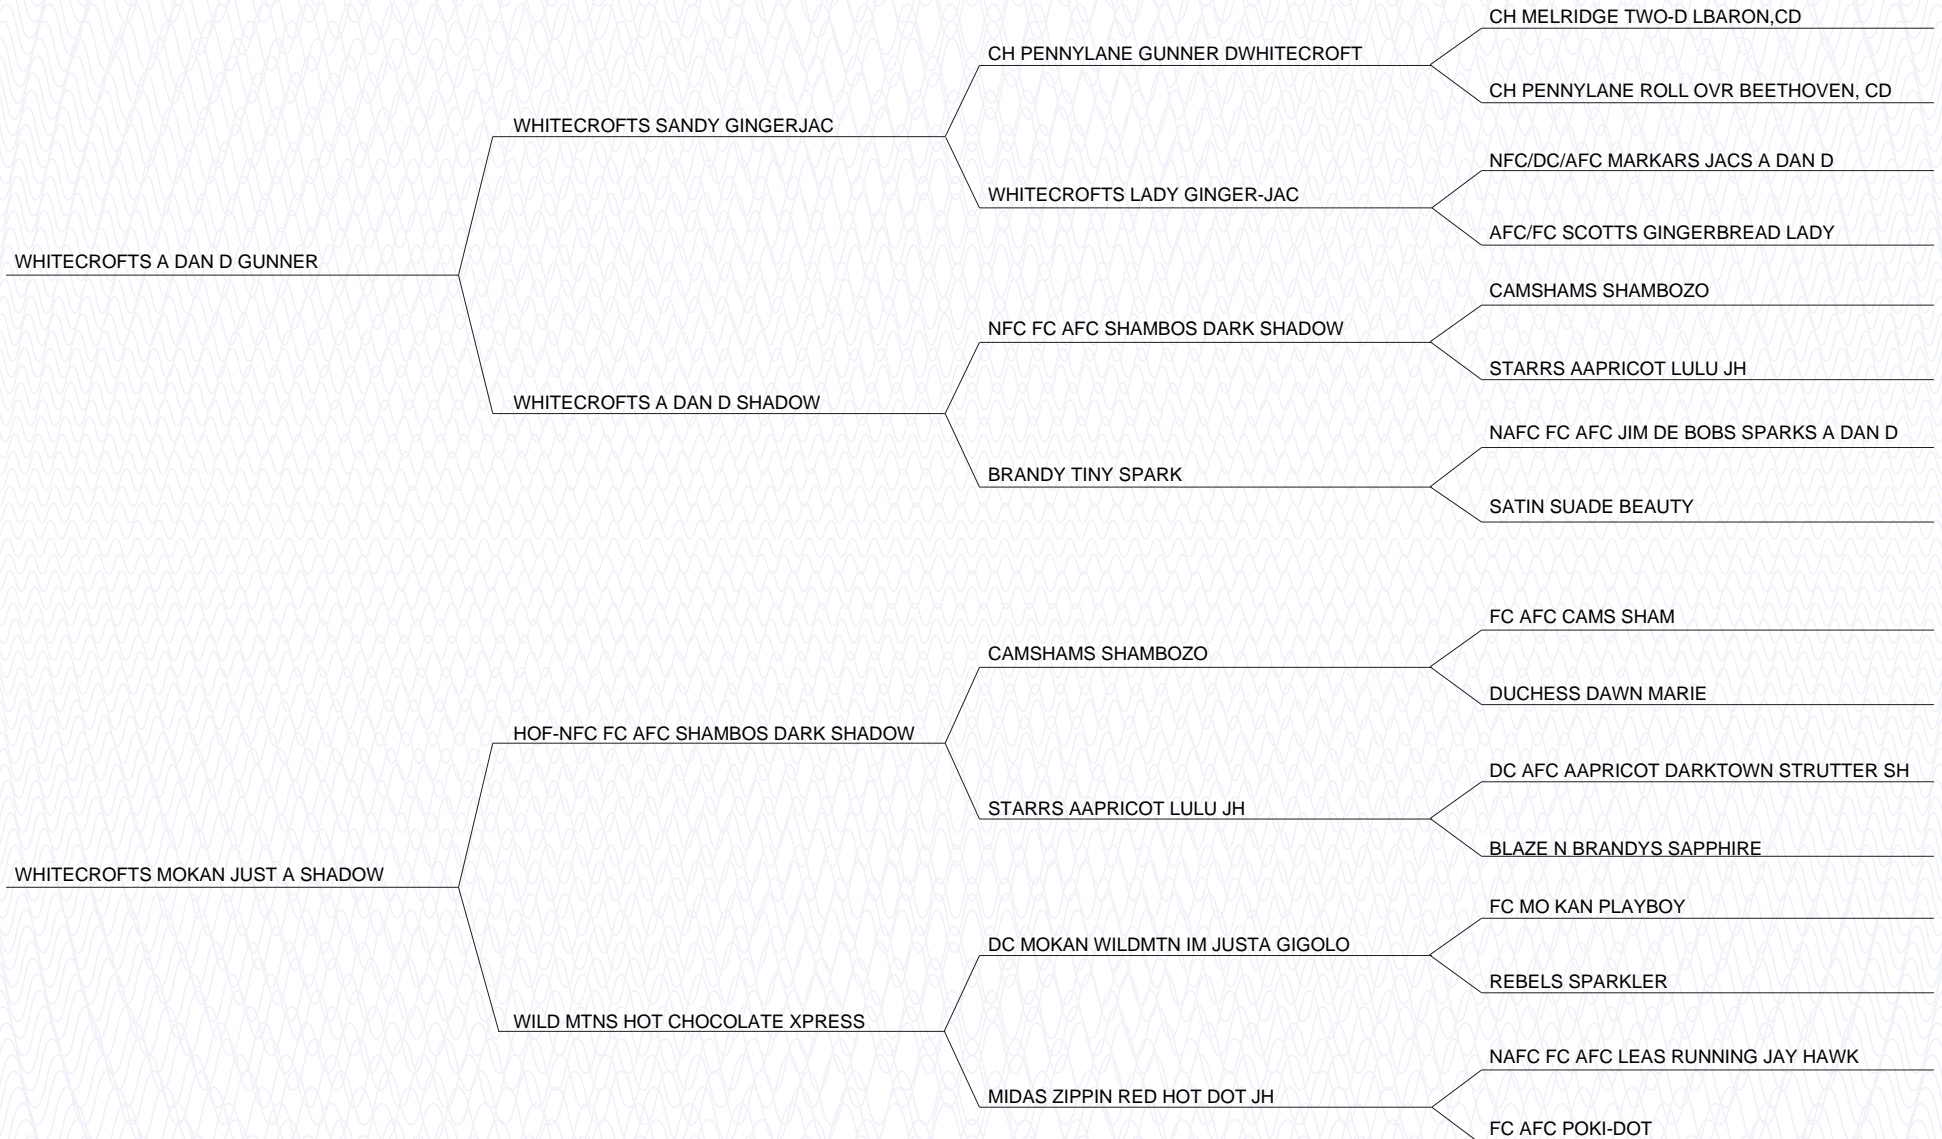 CH MELRIDGE TWO-D LBARON,CD
CH PENNYLANE GUNNER DWHITECROFT
CH PENNYLANE ROLL OVR BEETHOVEN, CD
WHITECROFTS SANDY GINGERJAC
NFC/DC/AFC MARKARS JACS A DAN D
WHITECROFTS LADY GINGER-JAC
AFC/FC SCOTTS GINGERBREAD LADY
WHITECROFTS A DAN D GUNNER
CAMSHAMS SHAMBOZO
NFC FC AFC SHAMBOS DARK SHADOW
STARRS AAPRICOT LULU JH
WHITECROFTS A DAN D SHADOW
NAFC FC AFC JIM DE BOBS SPARKS A DAN D
BRANDY TINY SPARK
SATIN SUADE BEAUTY
FC AFC CAMS SHAM
CAMSHAMS SHAMBOZO
DUCHESS DAWN MARIE
HOF-NFC FC AFC SHAMBOS DARK SHADOW
DC AFC AAPRICOT DARKTOWN STRUTTER SH
STARRS AAPRICOT LULU JH
BLAZE N BRANDYS SAPPHIRE
WHITECROFTS MOKAN JUST A SHADOW
FC MO KAN PLAYBOY
DC MOKAN WILDMTN IM JUSTA GIGOLO
REBELS SPARKLER
WILD MTNS HOT CHOCOLATE XPRESS
NAFC FC AFC LEAS RUNNING JAY HAWK
MIDAS ZIPPIN RED HOT DOT JH
FC AFC POKI-DOT